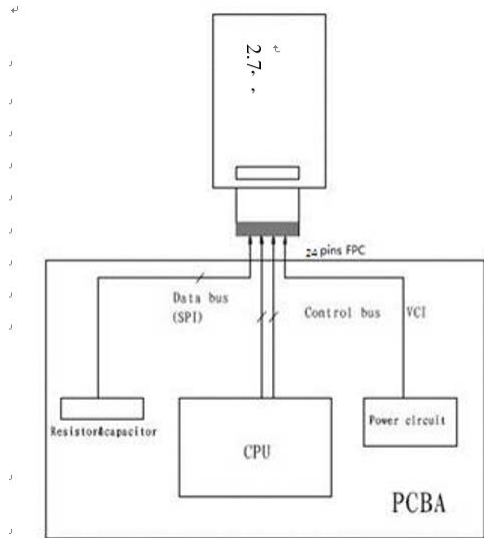 2.7,,
24 pins FPC
Data bus
(SPI)
Control bus
VCI
Resistor&capacitor
CPU
Power circuit
PCBA